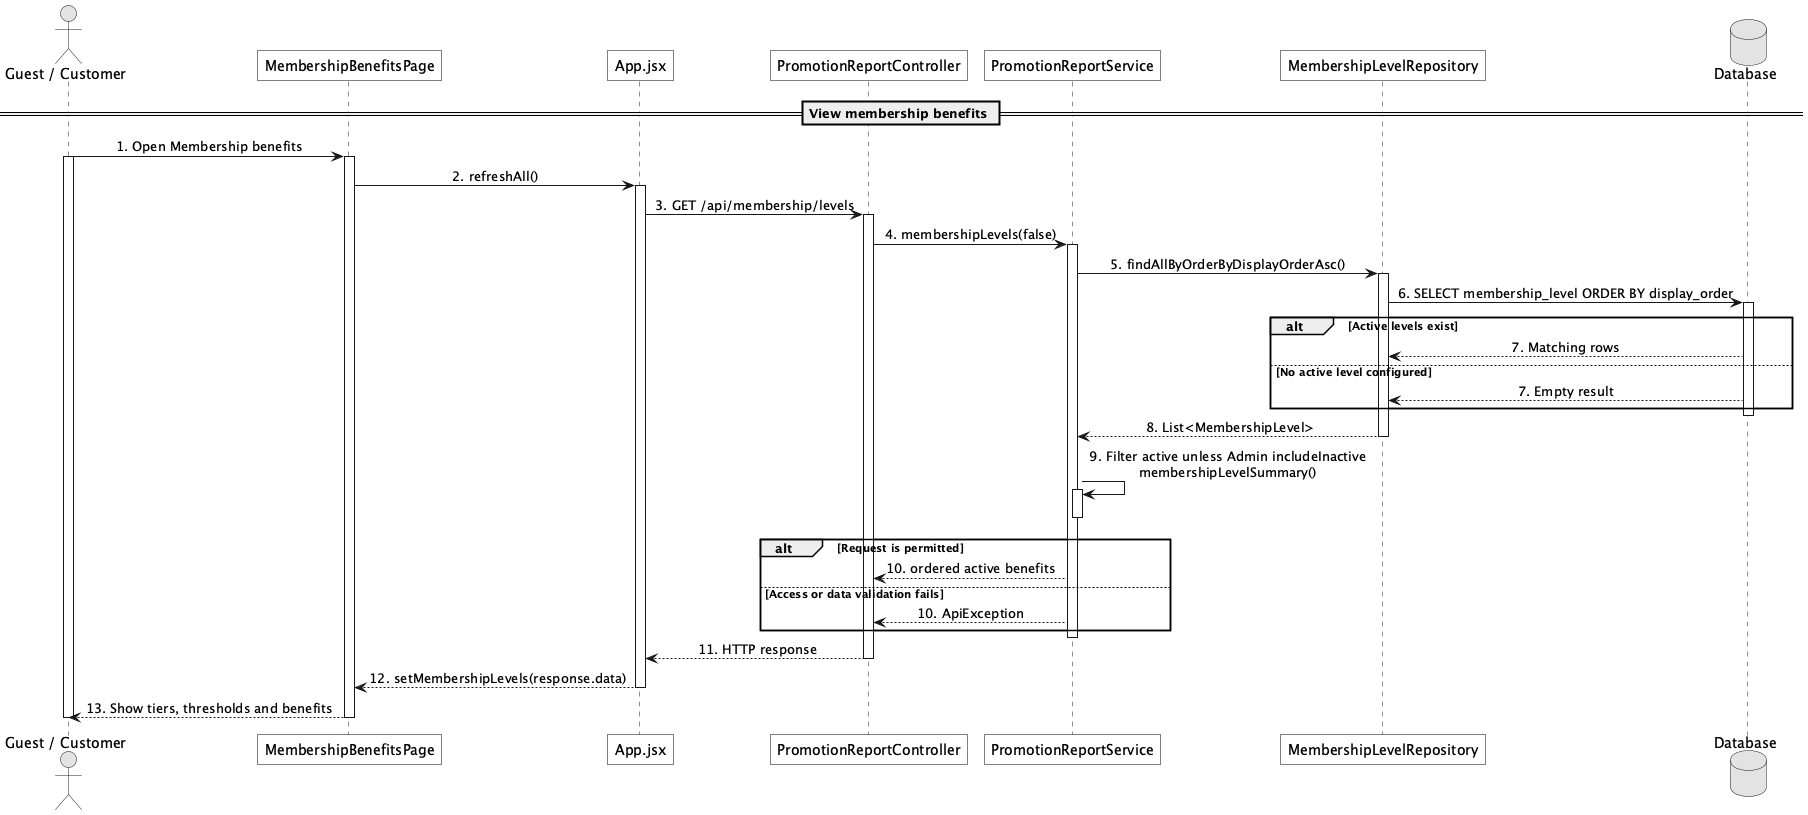 Guest / Customer
MembershipBenefitsPage
App.jsx
PromotionReportController
PromotionReportService
MembershipLevelRepository
Database
View membership benefits
1. Open Membership benefits
2. refreshAll()
3. GET /api/membership/levels
4. membershipLevels(false)
5. findAllByOrderByDisplayOrderAsc()
6. SELECT membership_level ORDER BY display_order
alt
[Active levels exist]
7. Matching rows
[No active level configured]
7. Empty result
8. List<MembershipLevel>
9. Filter active unless Admin includeInactive
membershipLevelSummary()
alt
[Request is permitted]
10. ordered active benefits
[Access or data validation fails]
10. ApiException
11. HTTP response
12. setMembershipLevels(response.data)
13. Show tiers, thresholds and benefits
Guest / Customer
MembershipBenefitsPage
App.jsx
PromotionReportController
PromotionReportService
MembershipLevelRepository
Database